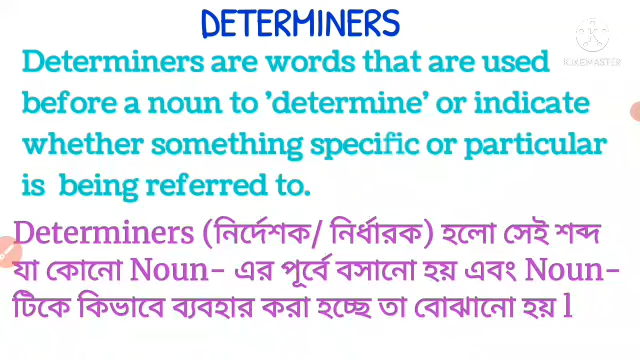 DETERMINERS
Determiners are words that are used
before a noun to 'determine' or indicate
whether something specific or particular
is being referred to.
Determiners (নির্দেশক/ নির্ধারক) হলো সেই শব্দ
যা কোনো Noun- এর পূর্বে বসানো হয় এবং Noun-
টিকে কিভাবে ব্যবহার করা হচ্ছে তা বোঝানো হয় l
KINEMASTER